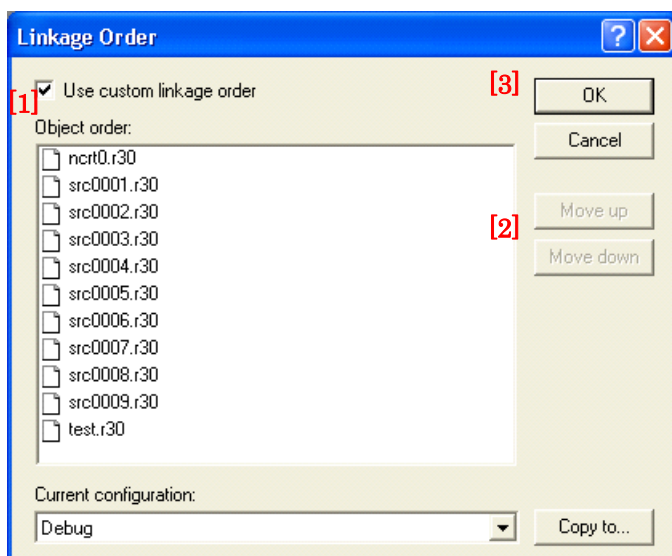 Linkage Order
[1] Use custom linkage order
[3] OK
Object order:
Cancel
ncrt0.r30
src0001.r30
src0002.r30
src0003.r30
src0004.r30
src0005.r30
src0006.r30
src0007.r30
src0008.r30
src0009.r30
test.r30
Move up
[2]
Move down
Current configuration:
Debug
Copy to...